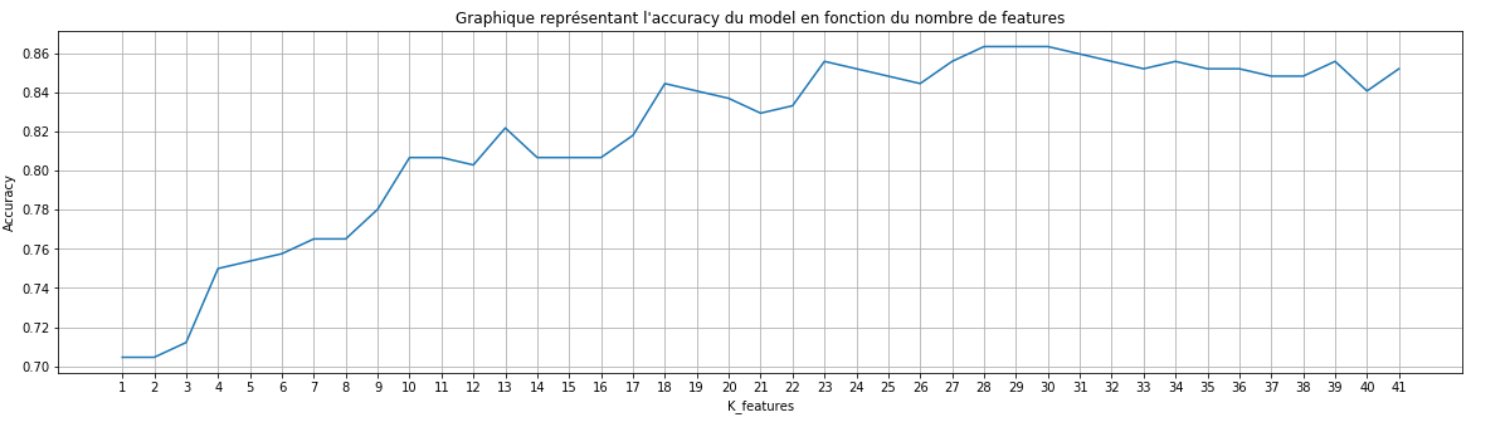 Graphique représentant l'accuracy du model en fonction du nombre de features
0.86
0.84
0.82
0.80
0.78
0.76
0.74
0.72
0.70
Accuracy
1 2 3 4 5 6 7 8 9 10 11 12 13 14 15 16 17 18 19 20 21 22 23 24 25 26 27 28 29 30 31 32 33 34 35 36 37 38 39 40 41
K_features